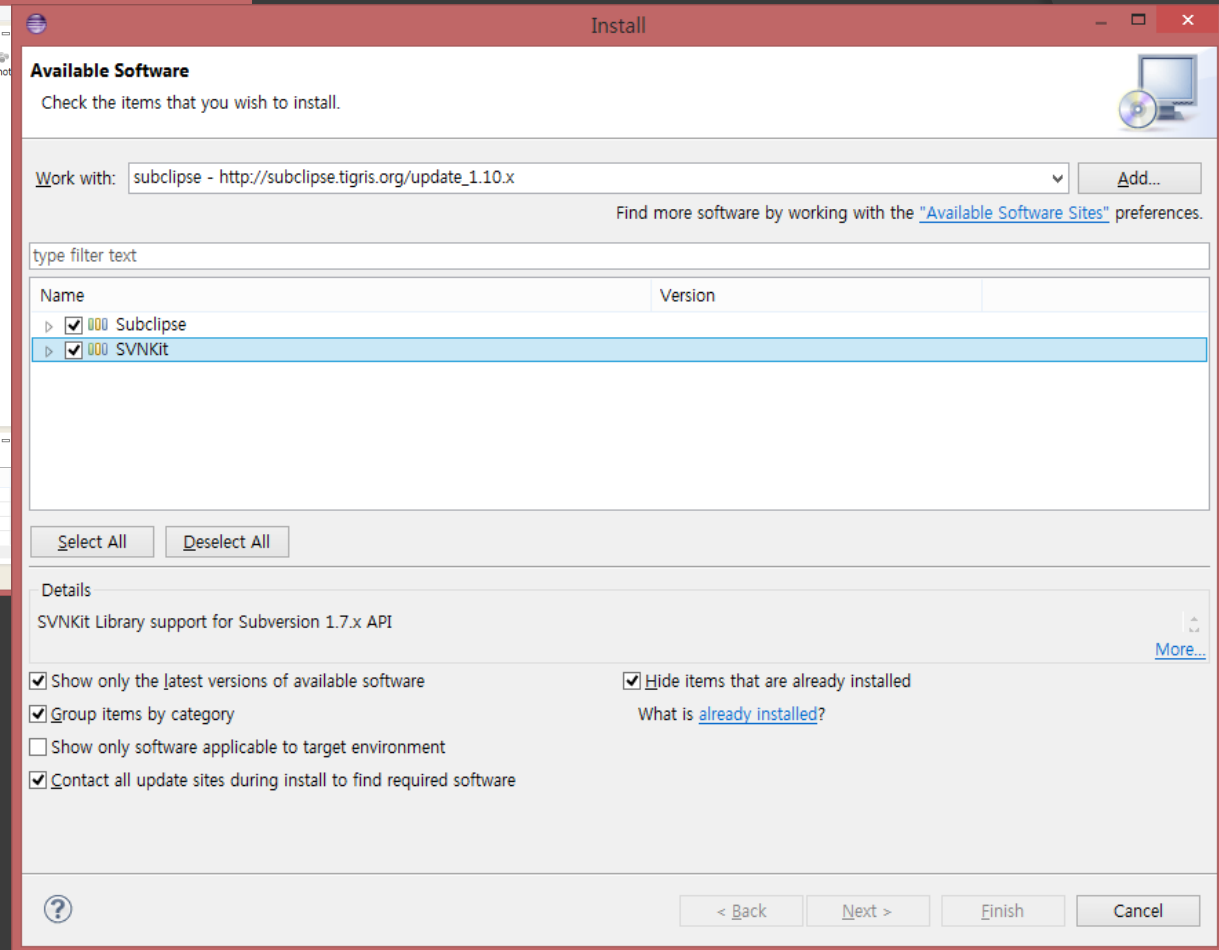 Install
Available Software
Check the items that you wish to install.
Work with: subclipse - http://subclipse.tigris.org/update_1.10.x Add...
Find more software by working with the "Available Software Sites" preferences.
type filter text
Name Version
Subclipse
SVNKit
Select All Deselect All
Details
SVNKit Library support for Subversion 1.7.x API
More...
Show only the latest versions of available software Hide items that are already installed
Group items by category What is already installed?
Show only software applicable to target environment
Contact all update sites during install to find required software
< Back Next > Finish Cancel